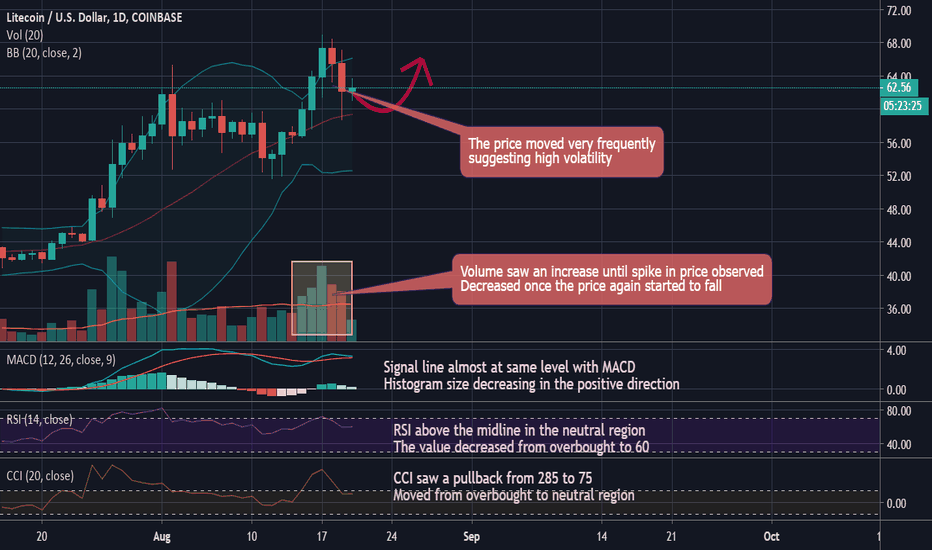 Litecoin / U.S. Dollar, 1D, COINBASE
Vol (20)
BB (20, close, 2)
72.00
68.00
64.00
62.56
05:23:25
56.00
52.00
48.00
44.00
40.00
36.00
The price moved very frequently
suggesting high volatility
Volume saw an increase until spike in price observed
Decreased once the price again started to fall
MACD (12, 26, close, 9)
Signal line almost at same level with MACD
Histogram size decreasing in the positive direction
4.00
0.00
RSI (14, close)
RSI above the midline in the neutral region
The value decreased from overbought to 60
80.00
40.00
CCI (20, close)
CCI saw a pullback from 285 to 75
Moved from overbought to neutral region
0.00
20 Aug 10 17 24 Sep 14 21 Oct 1